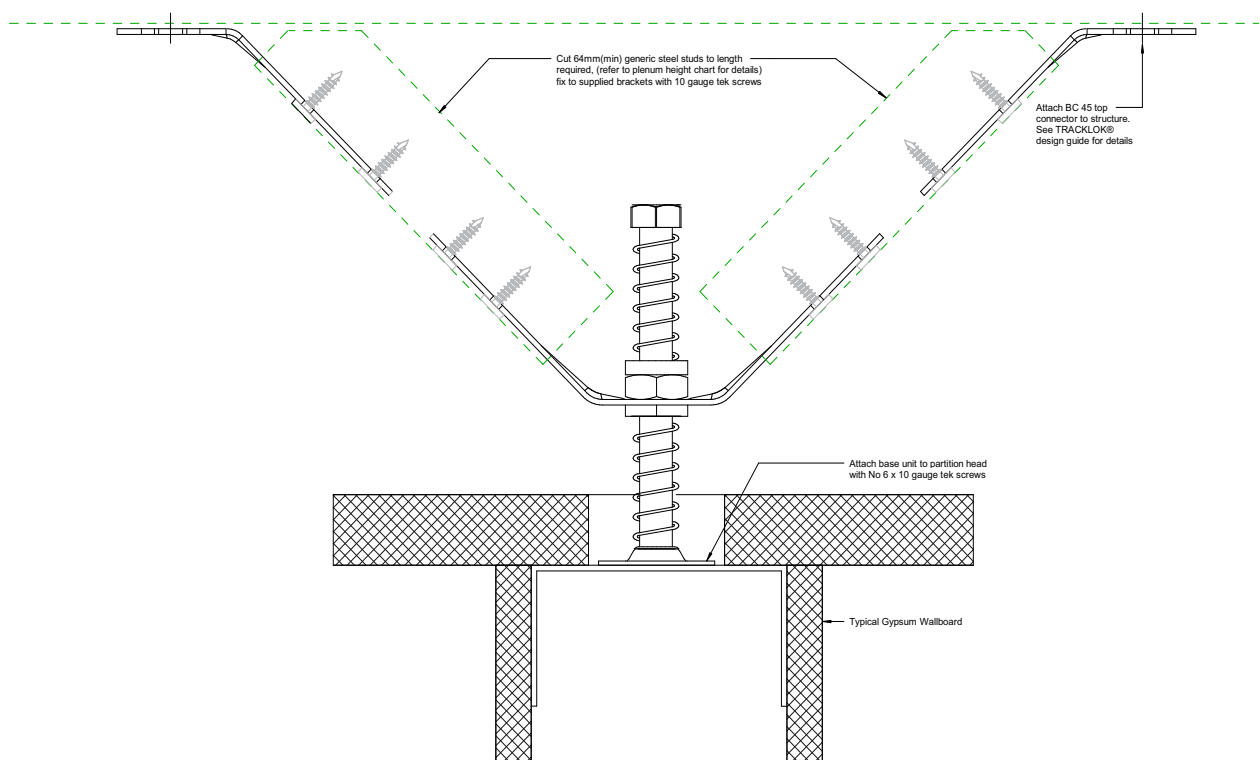 Cut 64mm(min) generic steel studs to length
required, (refer to plenum height chart for details)
fix to supplied brackets with 10 gauge tek screws
Attach BC 45 top
connector to structure.
See TRACKLOK®
design guide for details
Attach base unit to partition head
with No 6 x 10 gauge tek screws
Typical Gypsum Wallboard